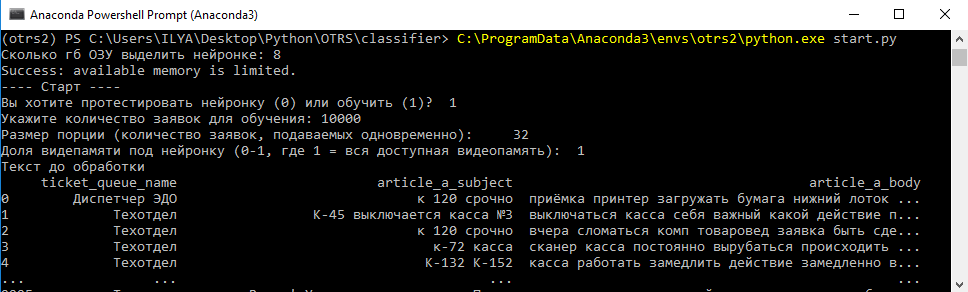 Anaconda Powershell Prompt (Anaconda3)
(otrs2) PS C:\Users\ILYA\Desktop\Python\OTRS\classifier> C:\ProgramData\Anaconda3\envs\otrs2\python.exe start.py
Сколько гб ОЗУ выделить нейронке: 8
Success: available memory is limited.
---- Старт ----
Вы хотите протестировать нейронку (0) или обучить (1)?  1
Укажите количество заявок для обучения: 10000
Размер порции (количество заявок, подаваемых одновременно):     32
Доля видепамяти под нейронку (0-1, где 1 = вся доступная видеопамять):  1
Текст до обработки
ticket_queue_name article_a_subject article_a_body
0 Диспетчер ЭДО к 120 срочно приёмка принтер загружать бумага нижний лоток ...
1 Техотдел К-45 выключается касса №3 выключаться касса себя важный какой действие п...
2 Техотдел к 120 срочно вчера сломаться комп товаровед заявка быть сде...
3 Техотдел к-72 касса сканер касса постоянно вырубаться происходить ...
4 Техотдел К-132 К-152 касса работать замедлить действие замедленно в...
... ... ... ...